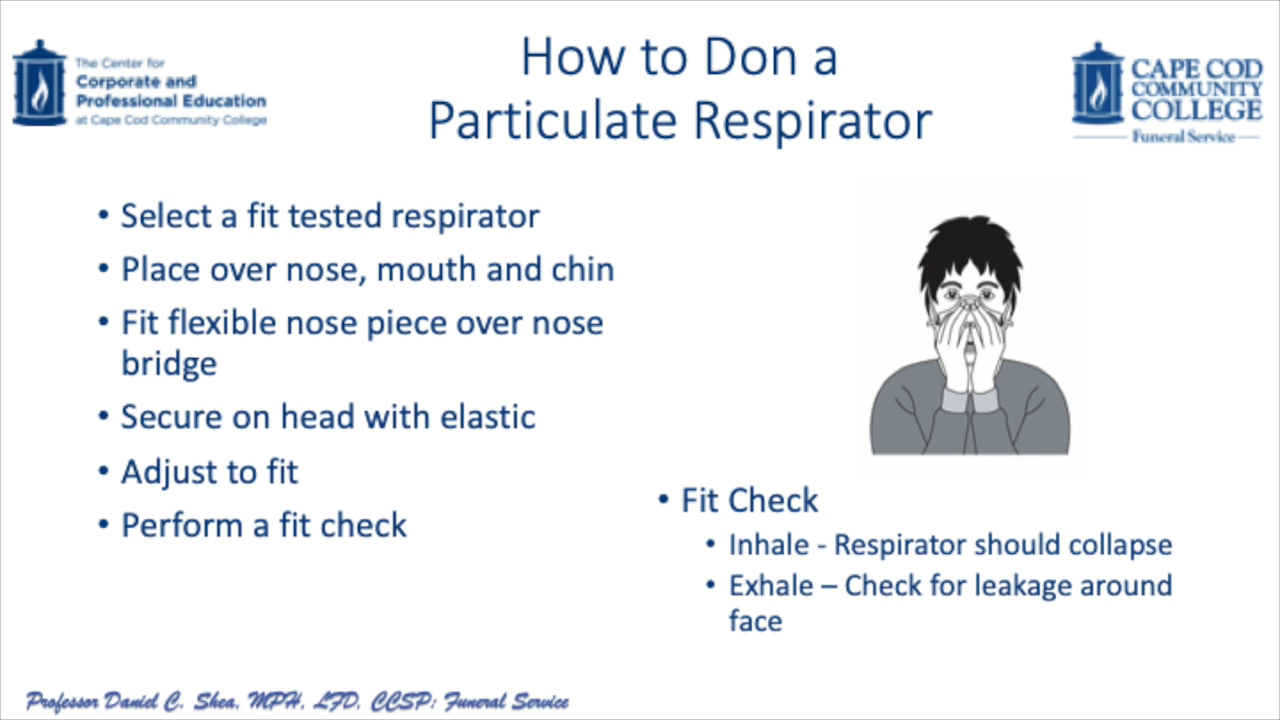 The Center for
Corporate and
Professional Education
at Cape Cod Community College
How to Don a
Particulate Respirator
CAPE COD
COMMUNITY
COLLEGE
Funeral Service
• Select a fit tested respirator
• Place over nose, mouth and chin
• Fit flexible nose piece over nose
bridge
• Secure on head with elastic
• Adjust to fit
• Perform a fit check
• Fit Check
• Inhale - Respirator should collapse
• Exhale – Check for leakage around
face
Professor Daniel C. Shea, MPH, LFD, CCSP: Funeral Service